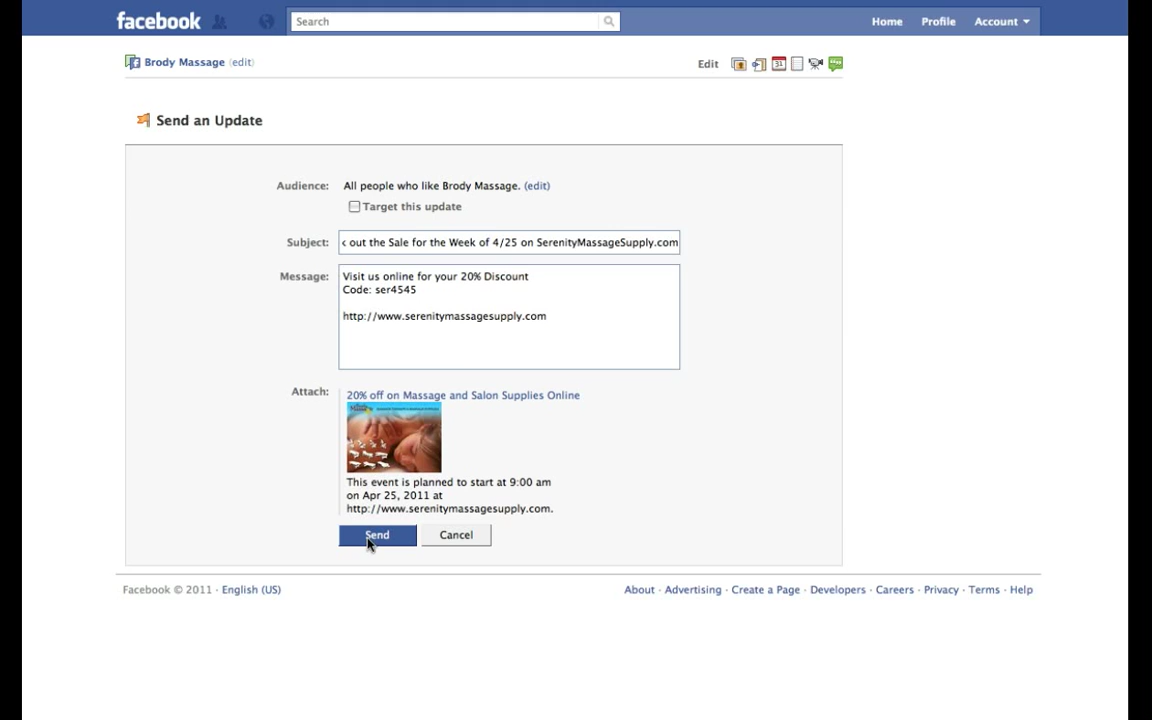 facebook
Search
Home Profile Account
Brody Massage (edit)
Edit
31
Send an Update
Audience: All people who like Brody Massage. (edit)
Target this update
Subject: k out the Sale for the Week of 4/25 on SerenityMassageSupply.com
Message: Visit us online for your 20% Discount
Code: ser4545
http://www.serenitymassagesupply.com
Attach: 20% off on Massage and Salon Supplies Online
This event is planned to start at 9:00 am
on Apr 25, 2011 at
http://www.serenitymassagesupply.com.
Send Cancel
Facebook © 2011 · English (US)
About · Advertising · Create a Page · Developers · Careers · Privacy · Terms · Help